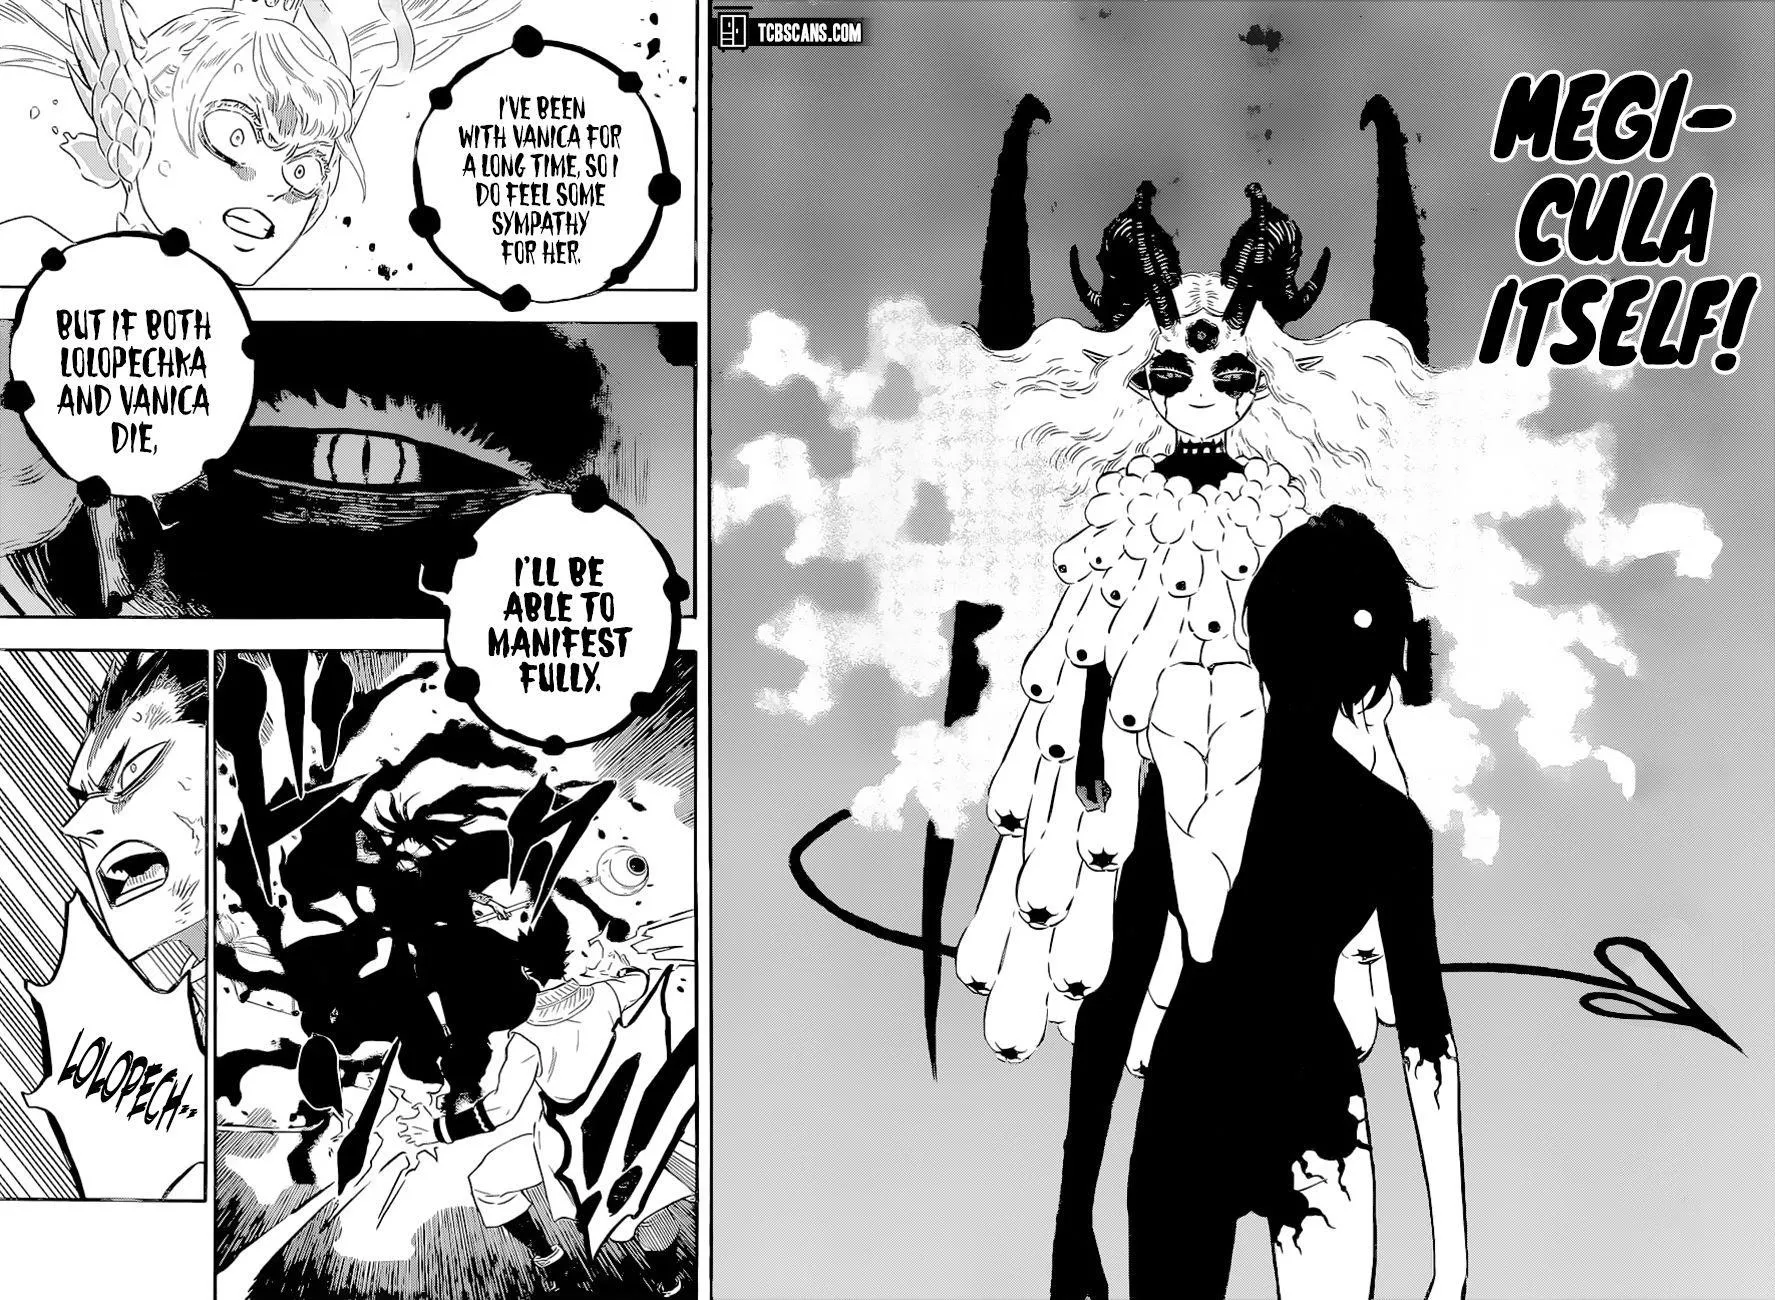 TCBSCANS.COM
MEGI-
CULA
ITSELF!
I'VE BEEN
WITH VANICA FOR
A LONG TIME, SO I
DO FEEL SOME
SYMPATHY
FOR HER.
BUT IF BOTH
LOLOPECHKA
AND VANICA
DIE,
I'LL BE
ABLE TO
MANIFEST
FULLY.
LOLOPECH--